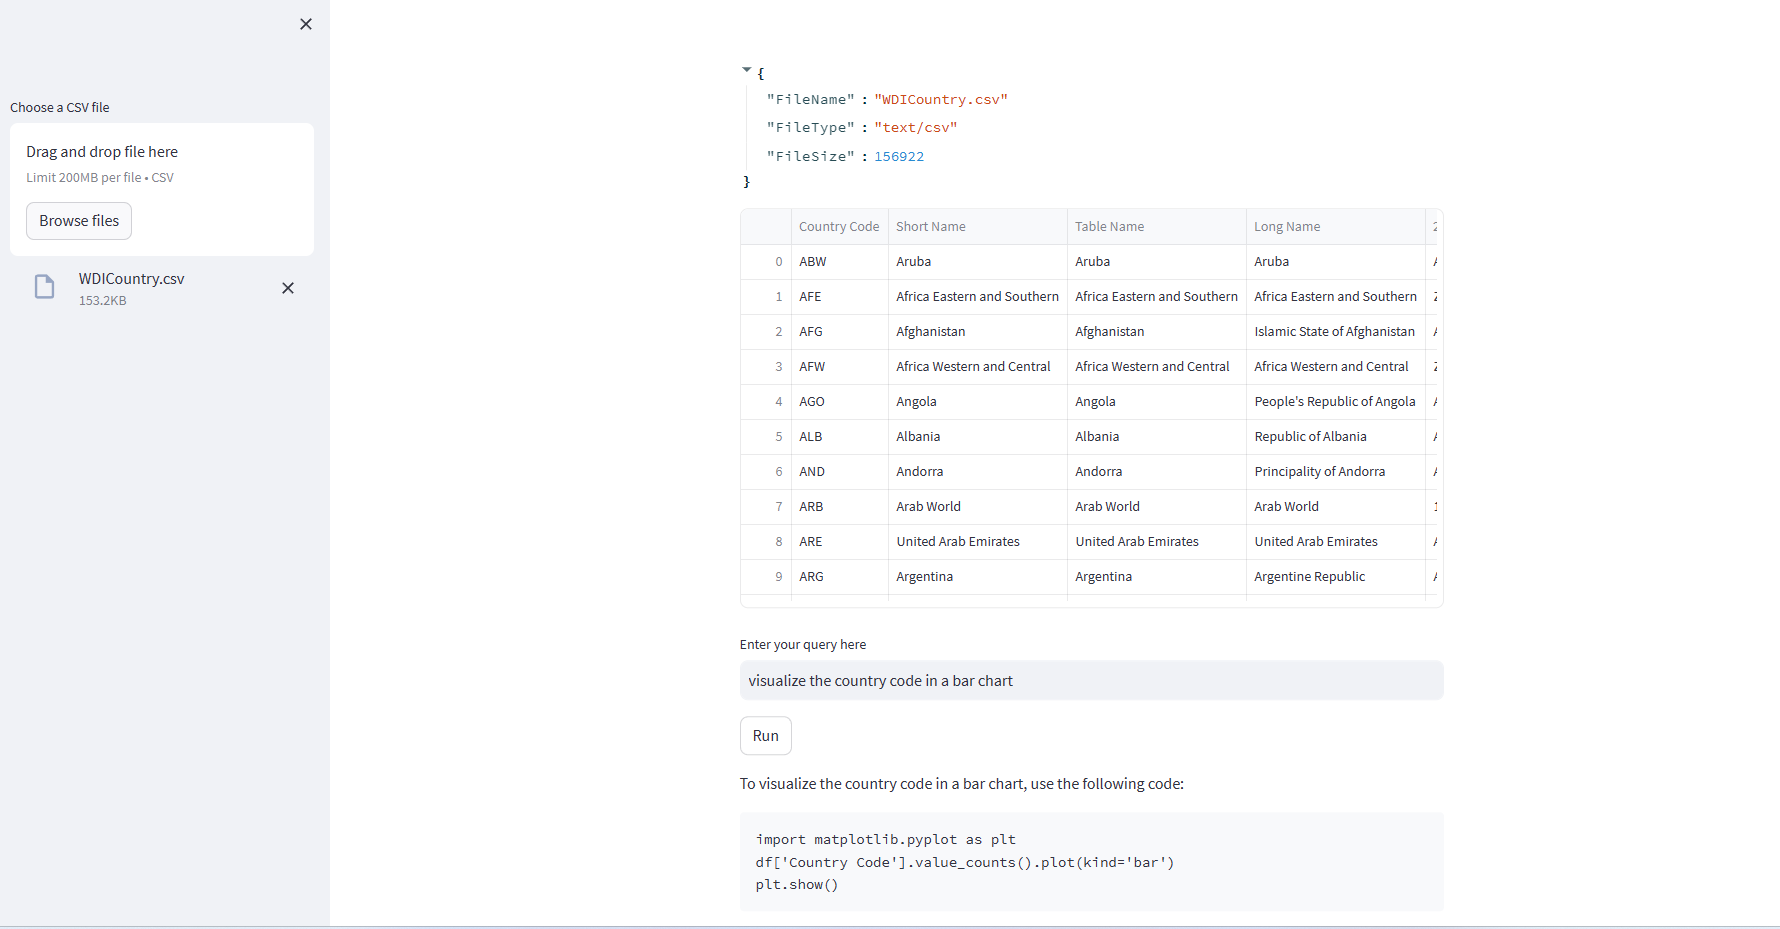 Choose a CSV file
Drag and drop file here
Limit 200MB per file • CSV
Browse files
WDICountry.csv
153.2KB
{
"FileName" : "WDICountry.csv"
"FileType" : "text/csv"
"FileSize" : 156922
}
Country Code Short Name Table Name Long Name
0 ABW Aruba Aruba Aruba
1 AFE Africa Eastern and Southern Africa Eastern and Southern Africa Eastern and Southern
2 AFG Afghanistan Afghanistan Islamic State of Afghanistan
3 AFW Africa Western and Central Africa Western and Central Africa Western and Central
4 AGO Angola Angola People's Republic of Angola
5 ALB Albania Albania Republic of Albania
6 AND Andorra Andorra Principality of Andorra
7 ARB Arab World Arab World Arab World
8 ARE United Arab Emirates United Arab Emirates United Arab Emirates
9 ARG Argentina Argentina Argentine Republic
Enter your query here
visualize the country code in a bar chart
Run
To visualize the country code in a bar chart, use the following code:
import matplotlib.pyplot as plt
df['Country Code'].value_counts().plot(kind='bar')
plt.show()